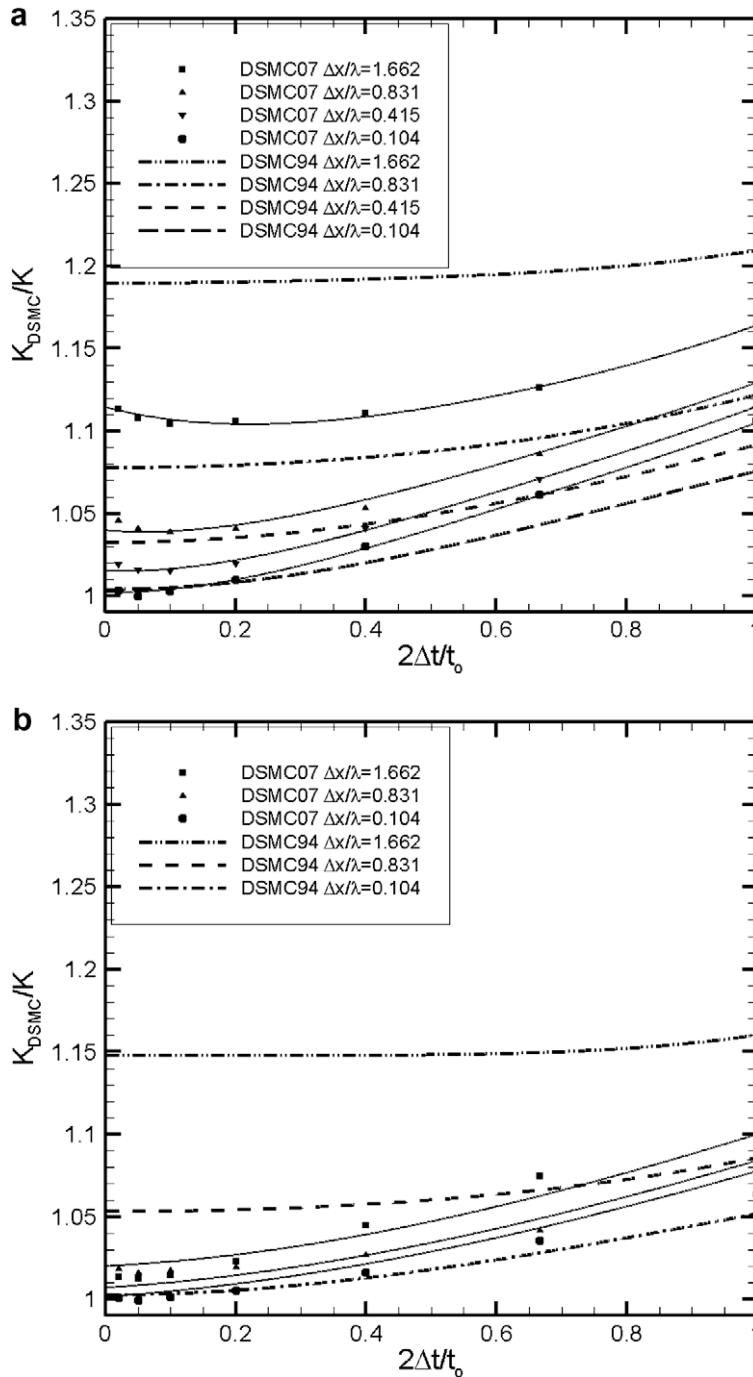 a
DSMC07 Δx/λ=1.662
DSMC07 Δx/λ=0.831
DSMC07 Δx/λ=0.415
DSMC07 Δx/λ=0.104
DSMC94 Δx/λ=1.662
DSMC94 Δx/λ=0.831
DSMC94 Δx/λ=0.415
DSMC94 Δx/λ=0.104
1.35
1.3
1.25
1.2
1.15
1.1
1.05
1
K_DSMC/K
0 0.2 0.4 0.6 0.8 1
2Δt/t_o
b
DSMC07 Δx/λ=1.662
DSMC07 Δx/λ=0.831
DSMC07 Δx/λ=0.104
DSMC94 Δx/λ=1.662
DSMC94 Δx/λ=0.831
DSMC94 Δx/λ=0.104
1.35
1.3
1.25
1.2
1.15
1.1
1.05
1
K_DSMC/K
0 0.2 0.4 0.6 0.8 1
2Δt/t_o